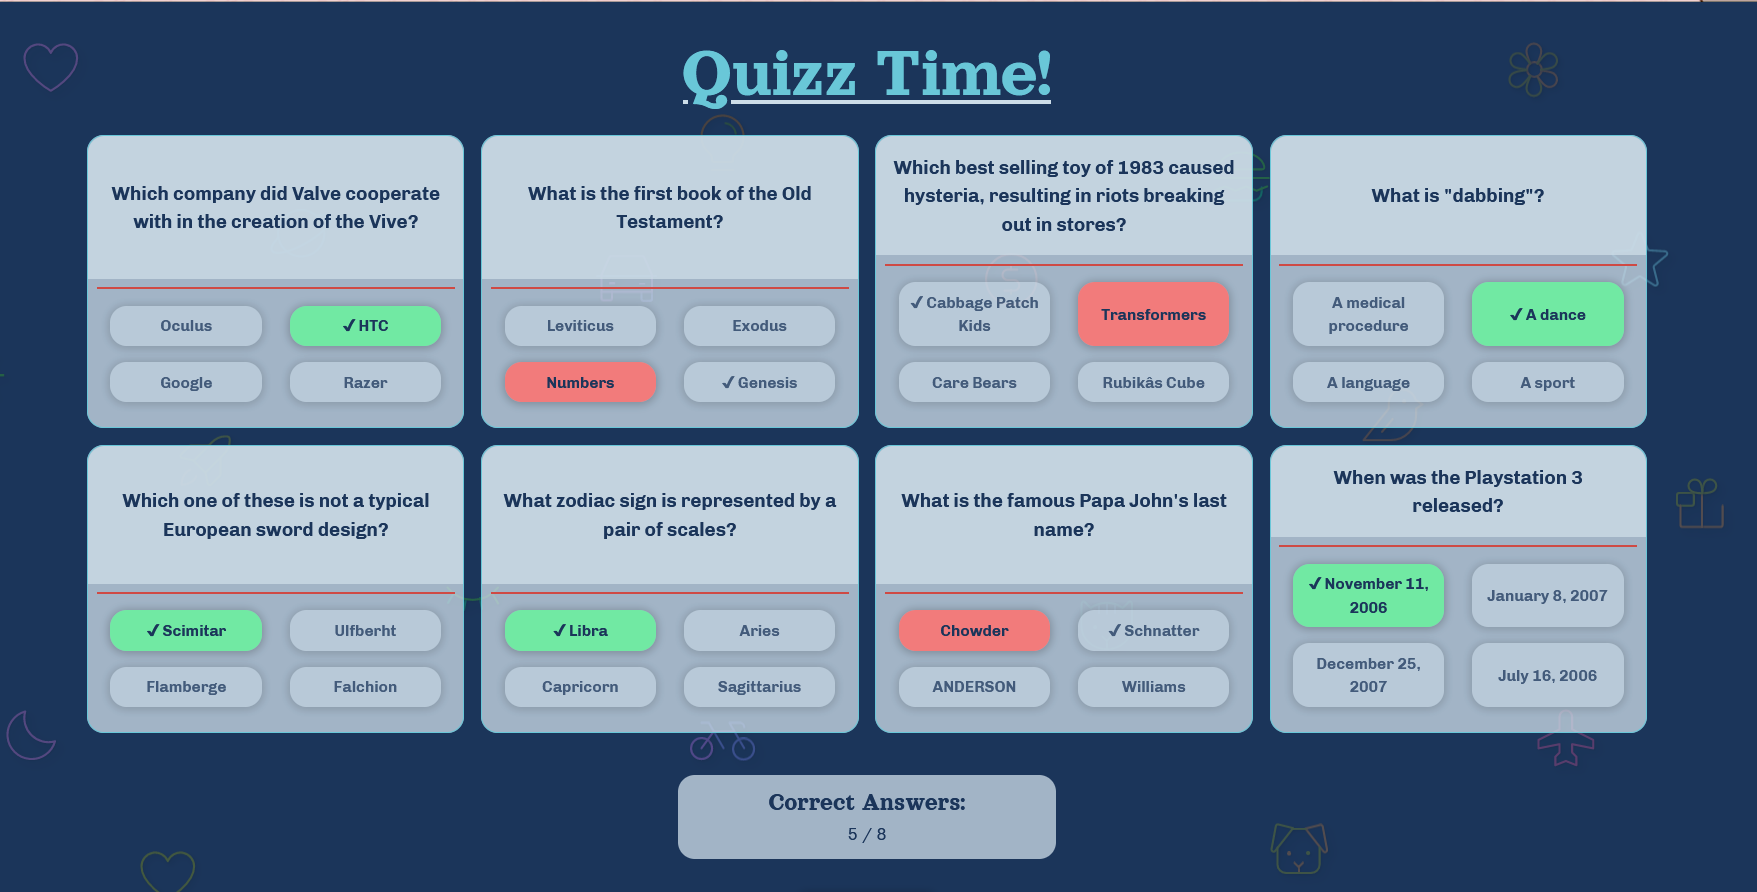 Quizz Time!
Which company did Valve cooperate
with in the creation of the Vive?
Oculus
✓ HTC
Google
Razer
What is the first book of the Old
Testament?
Leviticus
Exodus
Numbers
✓ Genesis
Which best selling toy of 1983 caused
hysteria, resulting in riots breaking
out in stores?
✓ Cabbage Patch
Kids
Transformers
Care Bears
Rubikâs Cube
What is "dabbing"?
A medical
procedure
✓ A dance
A language
A sport
Which one of these is not a typical
European sword design?
✓ Scimitar
Ulfberht
Flamberge
Falchion
What zodiac sign is represented by a
pair of scales?
✓ Libra
Aries
Capricorn
Sagittarius
What is the famous Papa John's last
name?
Chowder
✓ Schnatter
ANDERSON
Williams
When was the Playstation 3
released?
✓ November 11,
2006
January 8, 2007
December 25,
2007
July 16, 2006
Correct Answers:
5 / 8